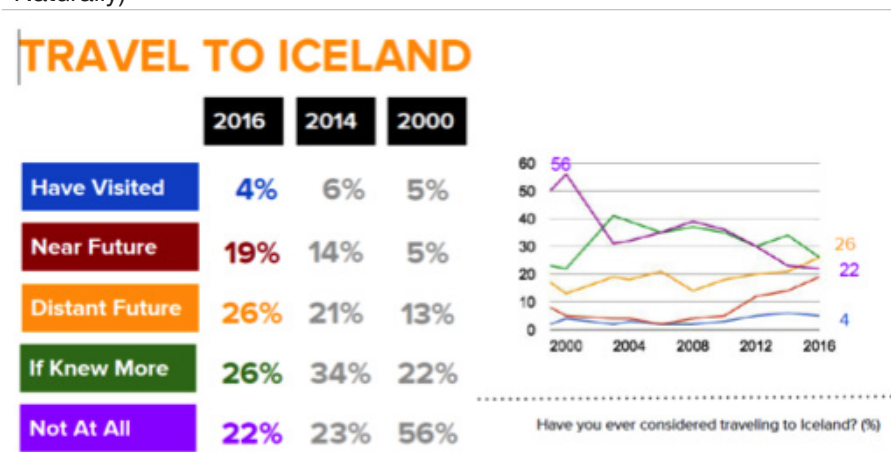 Naturally)
TRAVEL TO ICELAND
2016 2014 2000
Have Visited 4% 6% 5%
Near Future 19% 14% 5%
Distant Future 26% 21% 13%
If Knew More 26% 34% 22%
Not At All 22% 23% 56%
60 56
50
40
30
26
20 22
10
4
0
2000 2004 2008 2012 2016
Have you ever considered traveling to Iceland? (%)